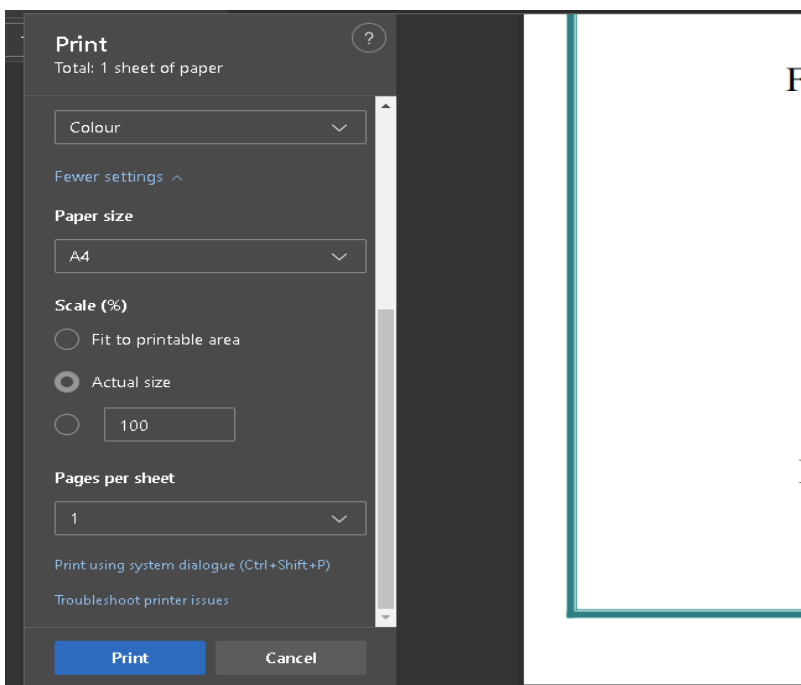 Print
?
Total: 1 sheet of paper
Colour
Fewer settings
Paper size
A4
Scale (%)
Fit to printable area
Actual size
100
Pages per sheet
1
Print using system dialogue (Ctrl+Shift+P)
Troubleshoot printer issues
Print Cancel
F